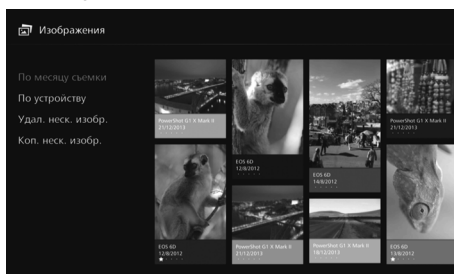 Изображения
По месяцу съемки
По устройству
Удал. неск. изобр.
Коп. неск. изобр.
PowerShot G1 X Mark II
21/12/2013
EOS 6D
12/8/2012
EOS 6D
12/8/2012
PowerShot G1 X Mark II
21/12/2013
EOS 6D
14/8/2012
PowerShot G1 X Mark II
18/12/2013
PowerShot G1 X Mark II
21/12/2013
EOS 6D
13/8/2012